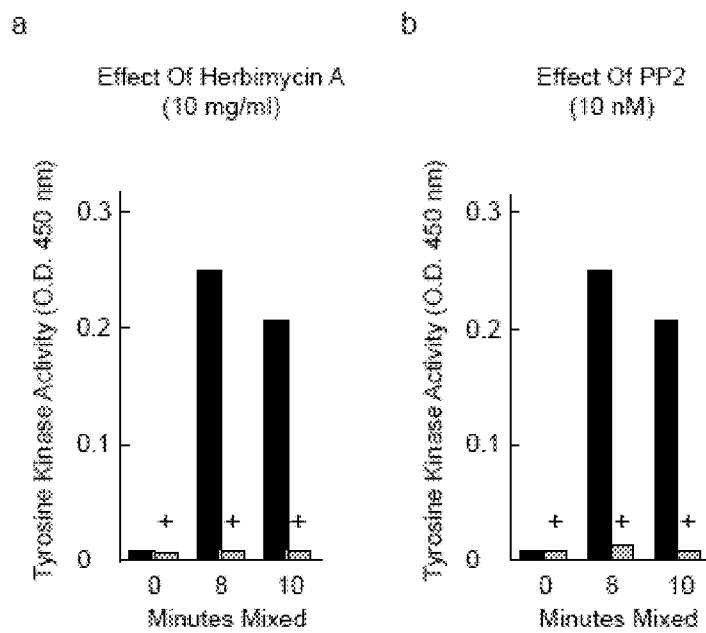 a
Effect Of Herbimycin A
(10 mg/ml)
Tyrosine Kinase Activity (O.D. 450 nm)
0.3
0.2
0.1
0
+ + +
0 8 10
Minutes Mixed
b
Effect Of PP2
(10 nM)
Tyrosine Kinase Activity (O.D. 450 nm)
0.3
0.2
0.1
0
+ + +
0 8 10
Minutes Mixed